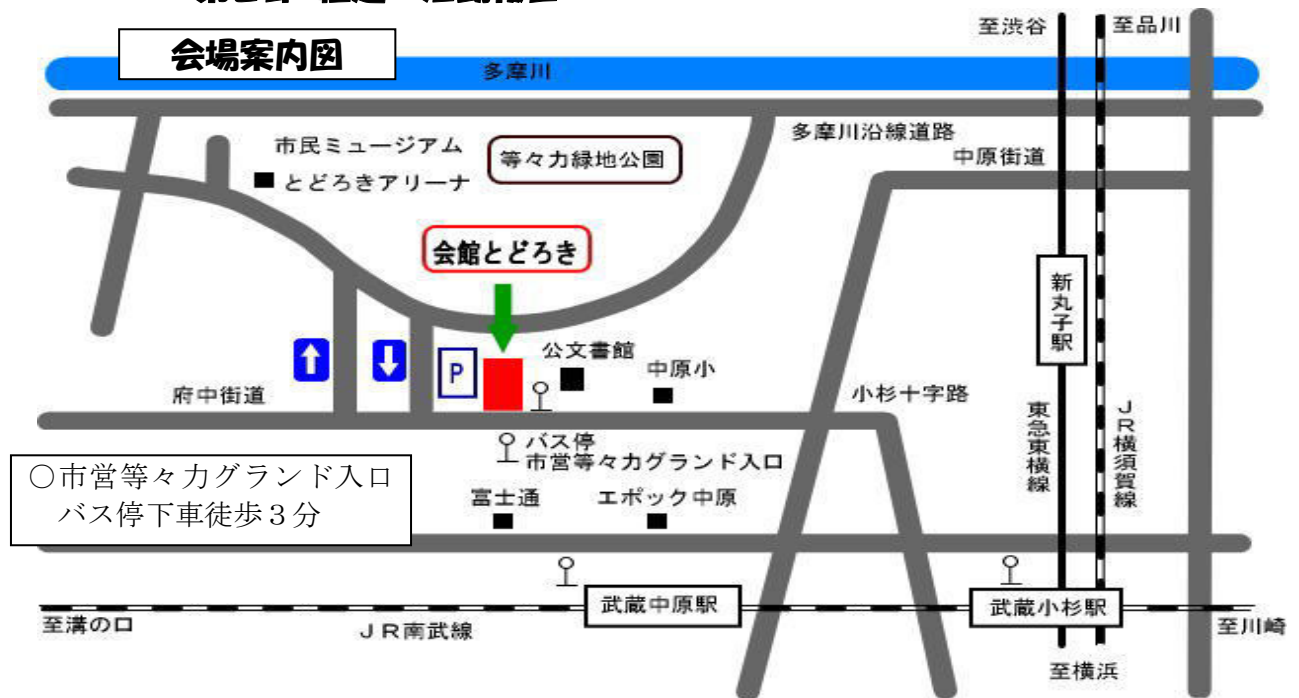 会場案内図
至渋谷
至品川
多摩川
多摩川沿線道路
中原街道
市民ミュージアム
とどろきアリーナ
等々力緑地公園
会館とどろき
新丸子駅
P
公文書館
中原小
府中街道
小杉十字路
東急東横線
JR横須賀線
バス停
市営等々力グランド入口
○市営等々力グランド入口
バス停下車徒歩3分
富士通
エポック中原
武蔵中原駅
武蔵小杉駅
至溝の口
JR南武線
至川崎
至横浜